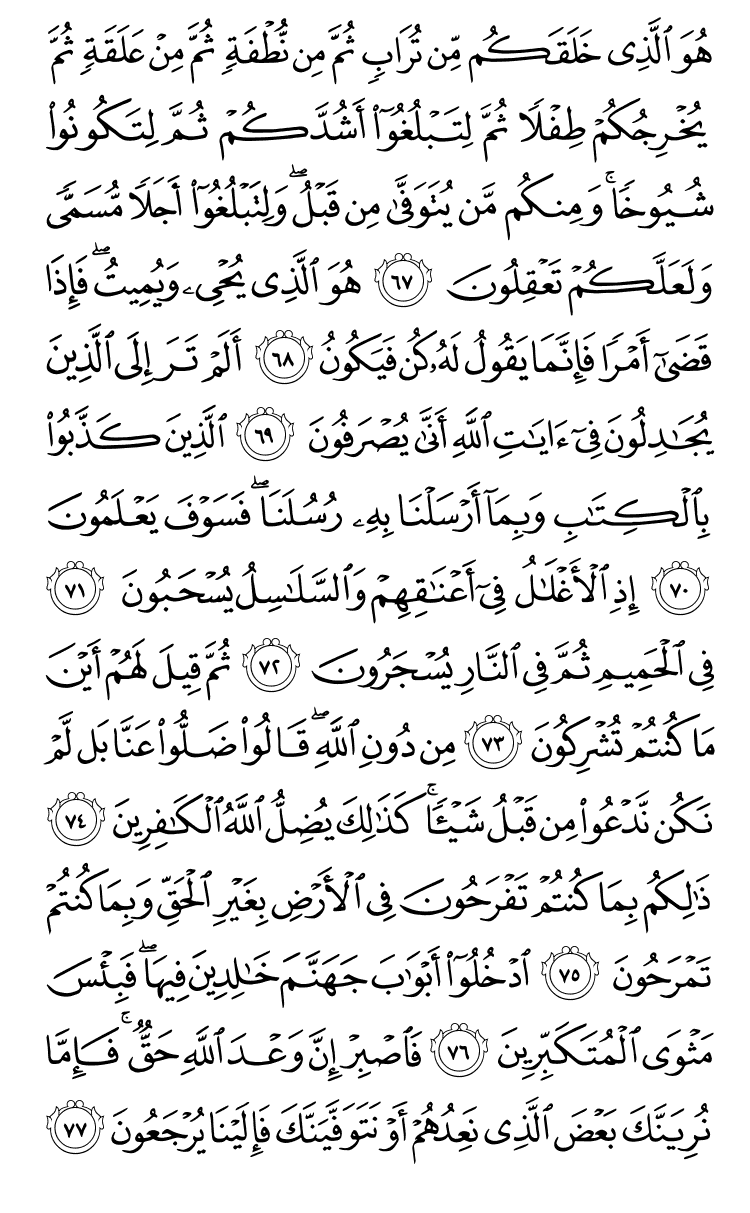 هُوَ ٱلَّذِى خَلَقَكُم مِّن تُرَابٍ ثُمَّ مِن نُّطْفَةٍ ثُمَّ مِنْ عَلَقَةٍ ثُمَّ
يُخْرِجُكُمْ طِفْلًا ثُمَّ لِتَبْلُغُوٓا۟ أَشُدَّكُمْ ثُمَّ لِتَكُونُوا۟
شُيُوخًا ۚ وَمِنكُم مَّن يُتَوَفَّىٰ مِن قَبْلُ ۖ وَلِتَبْلُغُوٓا۟ أَجَلًا مُّسَمًّى
وَلَعَلَّكُمْ تَعْقِلُونَ ٦٧ هُوَ ٱلَّذِى يُحْىِۦ وَيُمِيتُ ۖ فَإِذَا
قَضَىٰٓ أَمْرًا فَإِنَّمَا يَقُولُ لَهُۥ كُن فَيَكُونُ ٦٨ أَلَمْ تَرَ إِلَى ٱلَّذِينَ
يُجَـٰدِلُونَ فِىٓ ءَايَـٰتِ ٱللَّهِ أَنَّىٰ يُصْرَفُونَ ٦٩ ٱلَّذِينَ كَذَّبُوا۟
بِٱلْكِتَـٰبِ وَبِمَآ أَرْسَلْنَا بِهِۦ رُسُلَنَا ۖ فَسَوْفَ يَعْلَمُونَ
٧٠ إِذِ ٱلْأَغْلَـٰلُ فِىٓ أَعْنَـٰقِهِمْ وَٱلسَّلَـٰسِلُ يُسْحَبُونَ ٧١
فِى ٱلْحَمِيمِ ثُمَّ فِى ٱلنَّارِ يُسْجَرُونَ ٧٢ ثُمَّ قِيلَ لَهُمْ أَيْنَ
مَا كُنتُمْ تُشْرِكُونَ ٧٣ مِن دُونِ ٱللَّهِ ۖ قَالُوا۟ ضَلُّوا۟ عَنَّا بَل لَّمْ
نَكُن نَّدْعُوا۟ مِن قَبْلُ شَيْـًٔا ۚ كَذَٰلِكَ يُضِلُّ ٱللَّهُ ٱلْكَـٰفِرِينَ ٧٤
ذَٰلِكُم بِمَا كُنتُمْ تَفْرَحُونَ فِى ٱلْأَرْضِ بِغَيْرِ ٱلْحَقِّ وَبِمَا كُنتُمْ
تَمْرَحُونَ ٧٥ ٱدْخُلُوٓا۟ أَبْوَٰبَ جَهَنَّمَ خَـٰلِدِينَ فِيهَا ۖ فَبِئْسَ
مَثْوَى ٱلْمُتَكَبِّرِينَ ٧٦ فَٱصْبِرْ إِنَّ وَعْدَ ٱللَّهِ حَقٌّ ۚ فَإِمَّا
نُرِيَنَّكَ بَعْضَ ٱلَّذِى نَعِدُهُمْ أَوْ نَتَوَفَّيَنَّكَ فَإِلَيْنَا يُرْجَعُونَ ٧٧